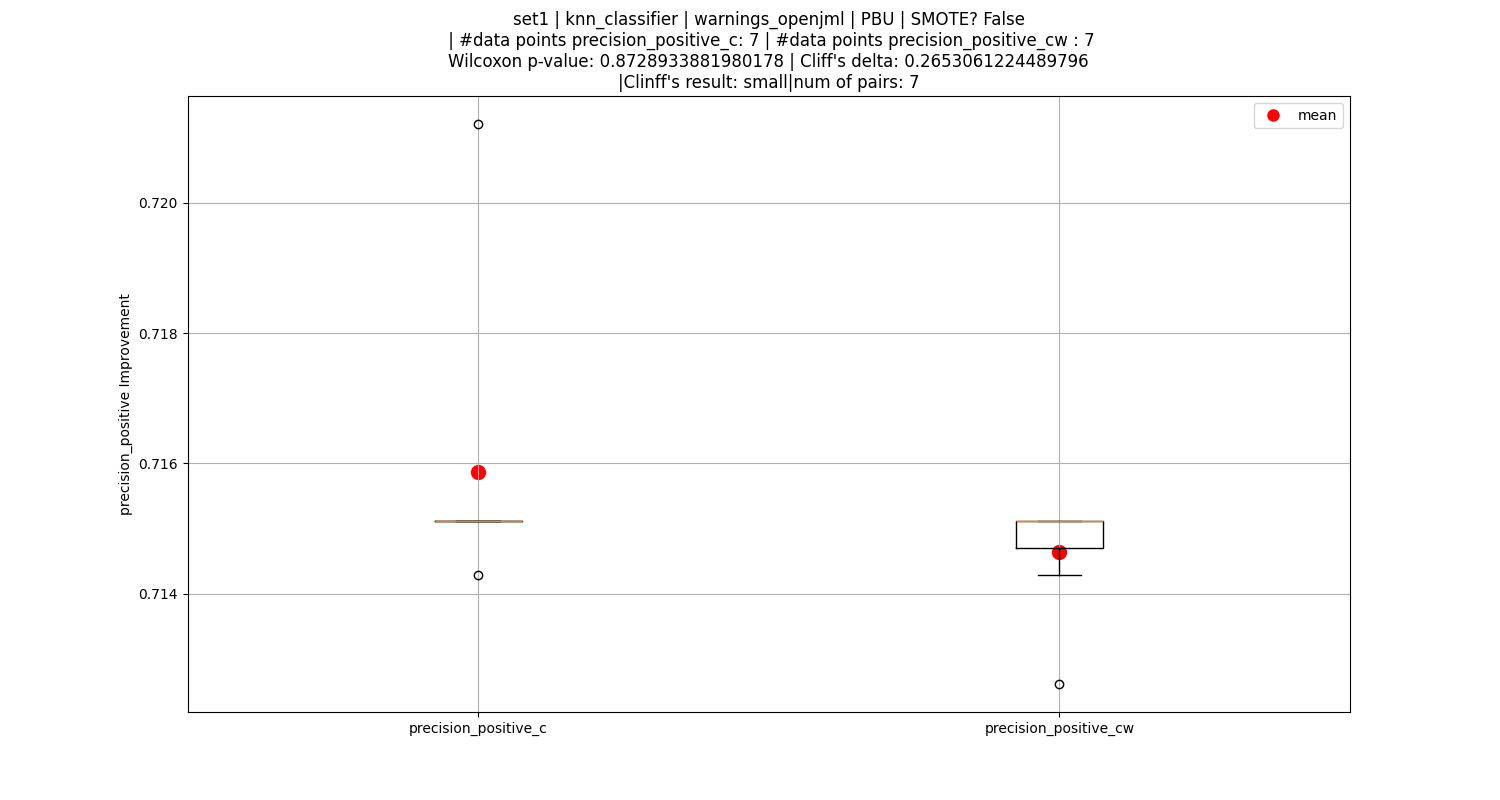 set1 | knn_classifier | warnings_openjml | PBU | SMOTE? False
| #data points precision_positive_c: 7 | #data points precision_positive_cw : 7
Wilcoxon p-value: 0.8728933881980178 | Cliff's delta: 0.2653061224489796
|Clinff's result: small|num of pairs: 7
mean
0.720
0.718
0.716
0.714
precision_positive Improvement
precision_positive_c
precision_positive_cw